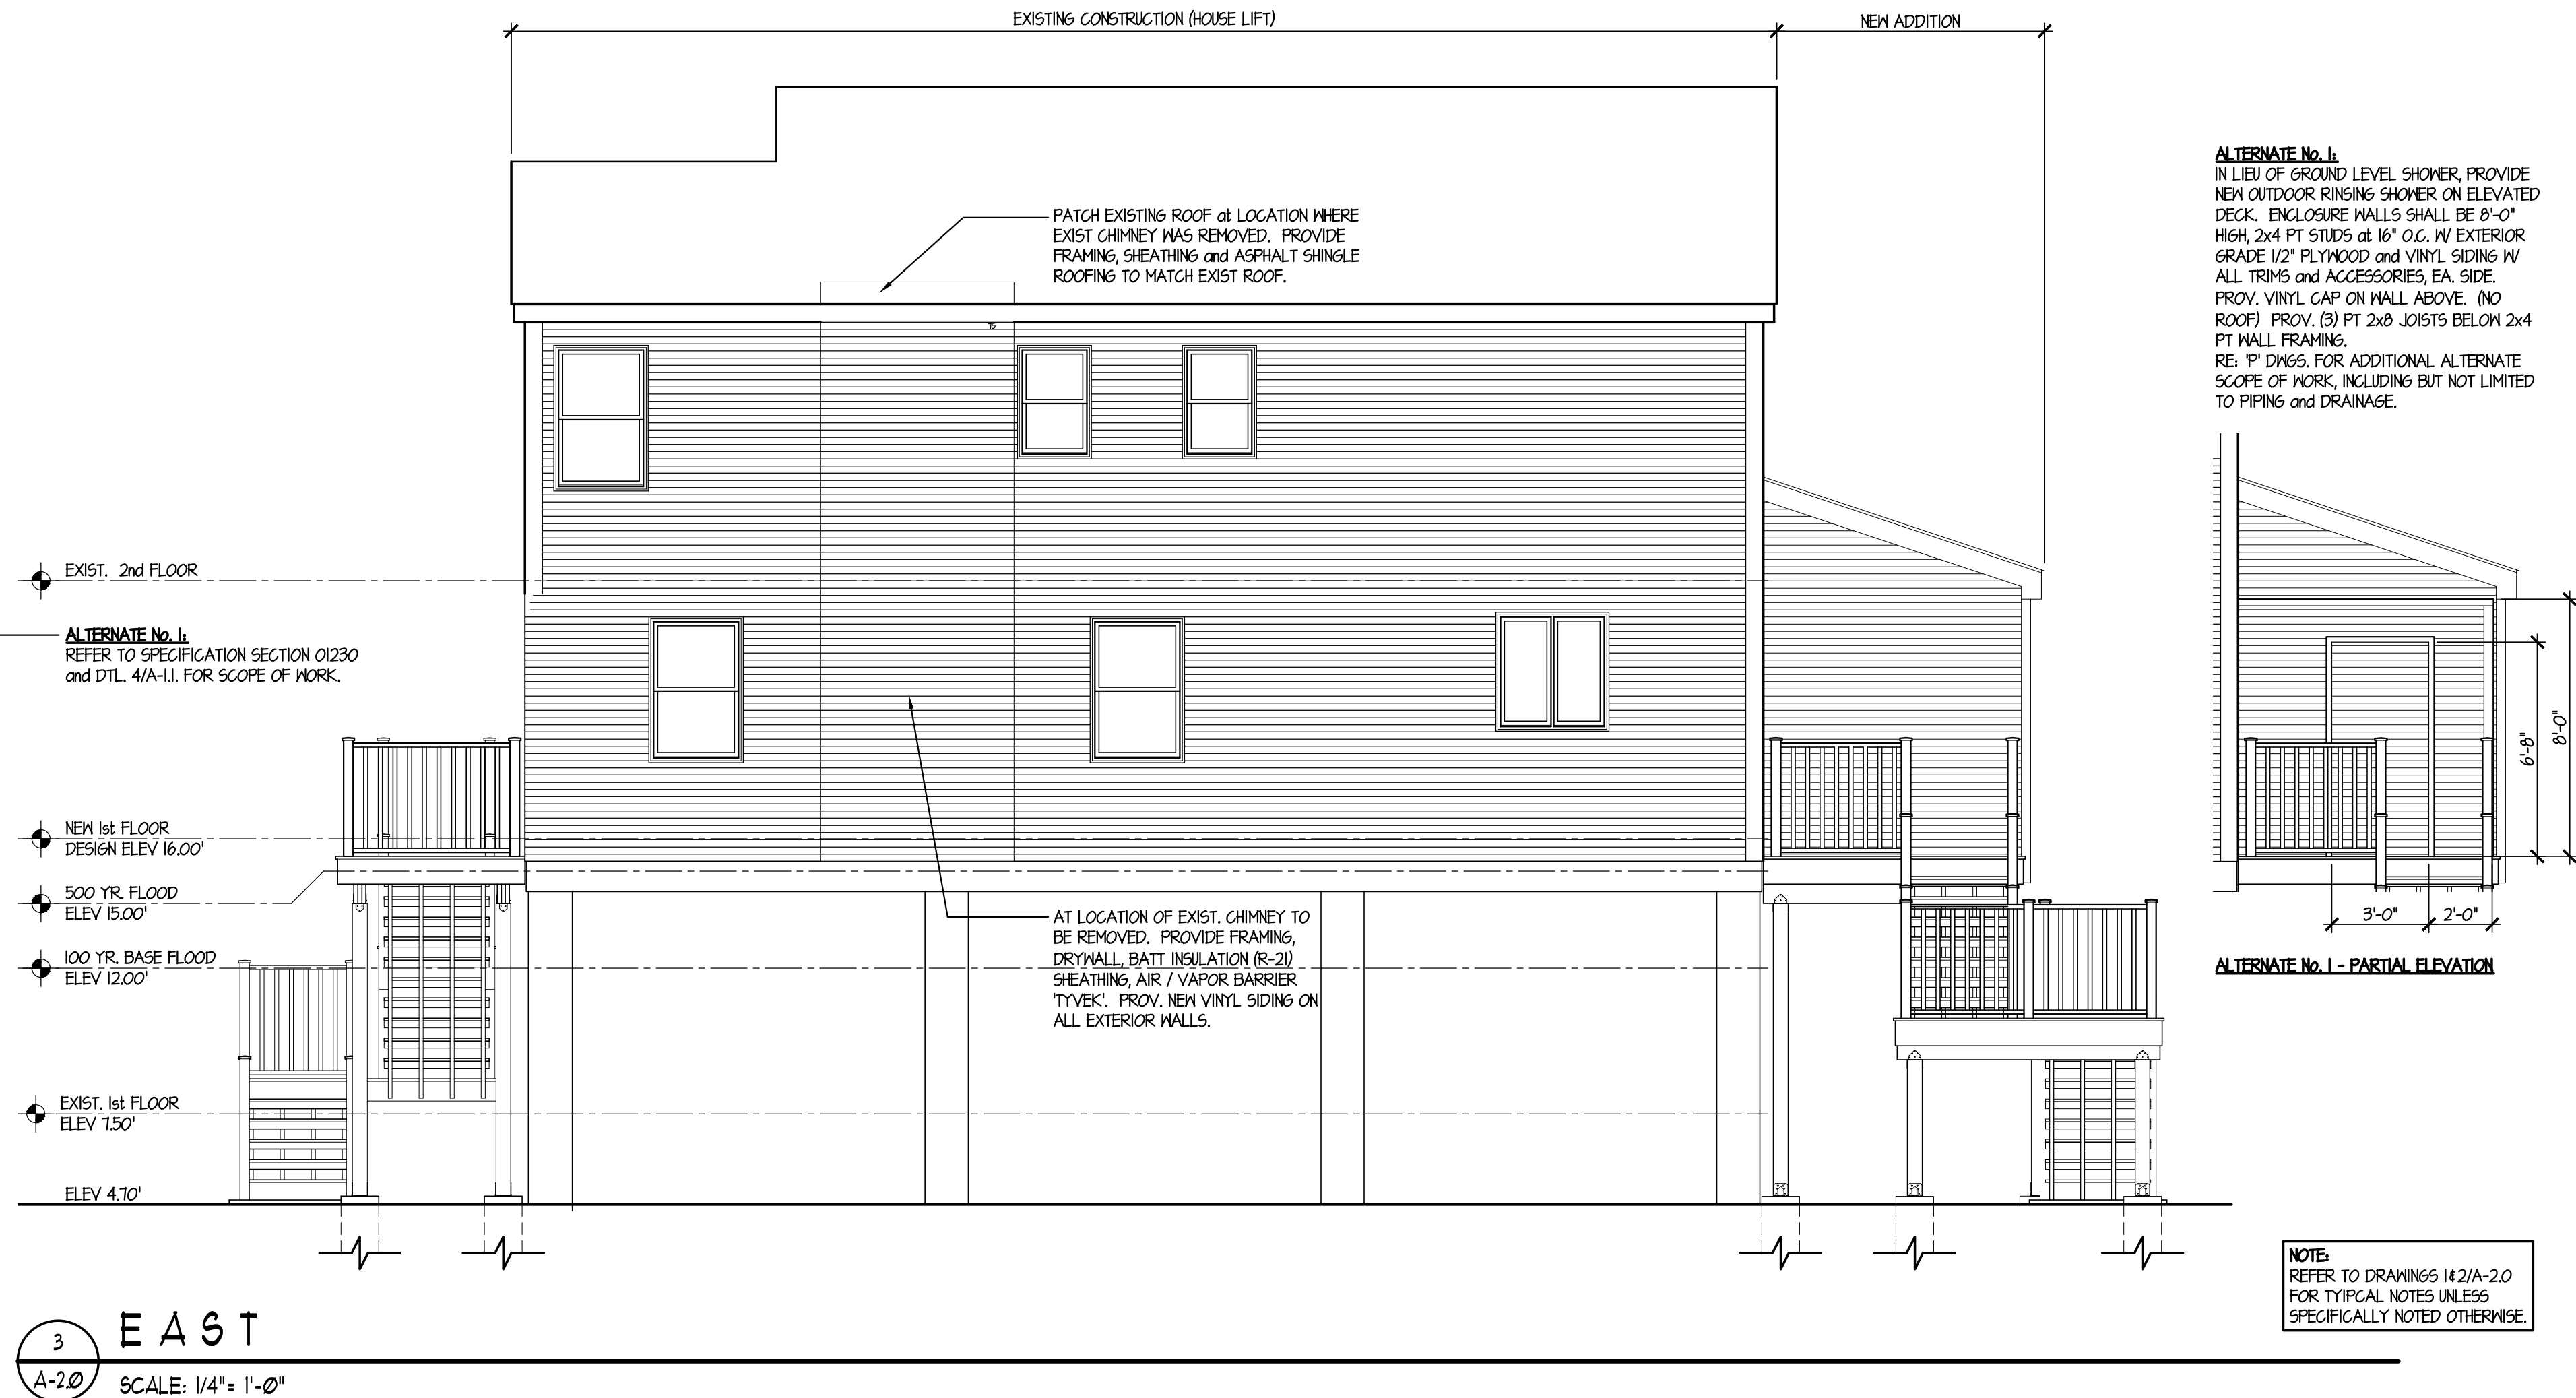 EXISTING CONSTRUCTION (HOUSE LIFT)
NEW ADDITION
ALTERNATE No. 1:
IN LIEU OF GROUND LEVEL SHOWER, PROVIDE
NEW OUTDOOR RINSING SHOWER ON ELEVATED
DECK. ENCLOSURE WALLS SHALL BE 8'-0"
HIGH, 2x4 PT STUDS at 16" O.C. W/ EXTERIOR
GRADE 1/2" PLYWOOD and VINYL SIDING W/
ALL TRIMS and ACCESSORIES, EA. SIDE.
PROV. VINYL CAP ON WALL ABOVE. (NO
ROOF) PROV. (3) PT 2x8 JOISTS BELOW 2x4
PT WALL FRAMING.
RE: 'P' DWGS. FOR ADDITIONAL ALTERNATE
SCOPE OF WORK, INCLUDING BUT NOT LIMITED
TO PIPING and DRAINAGE.
PATCH EXISTING ROOF at LOCATION WHERE
EXIST CHIMNEY WAS REMOVED. PROVIDE
FRAMING, SHEATHING and ASPHALT SHINGLE
ROOFING TO MATCH EXIST ROOF.
75
EXIST. 2nd FLOOR
ALTERNATE No. 1:
REFER TO SPECIFICATION SECTION 01230
and DTL. 4/A-1.1. FOR SCOPE OF WORK.
NEW 1st FLOOR
DESIGN ELEV 16.00'
500 YR. FLOOD
ELEV 15.00'
100 YR. BASE FLOOD
ELEV 12.00'
EXIST. 1st FLOOR
ELEV 7.50'
ELEV 4.70'
AT LOCATION OF EXIST. CHIMNEY TO
BE REMOVED. PROVIDE FRAMING,
DRYWALL, BATT INSULATION (R-21)
SHEATHING, AIR / VAPOR BARRIER
'TYVEK'. PROV. NEW VINYL SIDING ON
ALL EXTERIOR WALLS.
6'-8"
8'-0"
3'-0"
2'-0"
ALTERNATE No. 1 - PARTIAL ELEVATION
NOTE:
REFER TO DRAWINGS 1&2/A-2.0
FOR TYIPCAL NOTES UNLESS
SPECIFICALLY NOTED OTHERWISE.
3
A-2.0
EAST
SCALE: 1/4"= 1'-0"